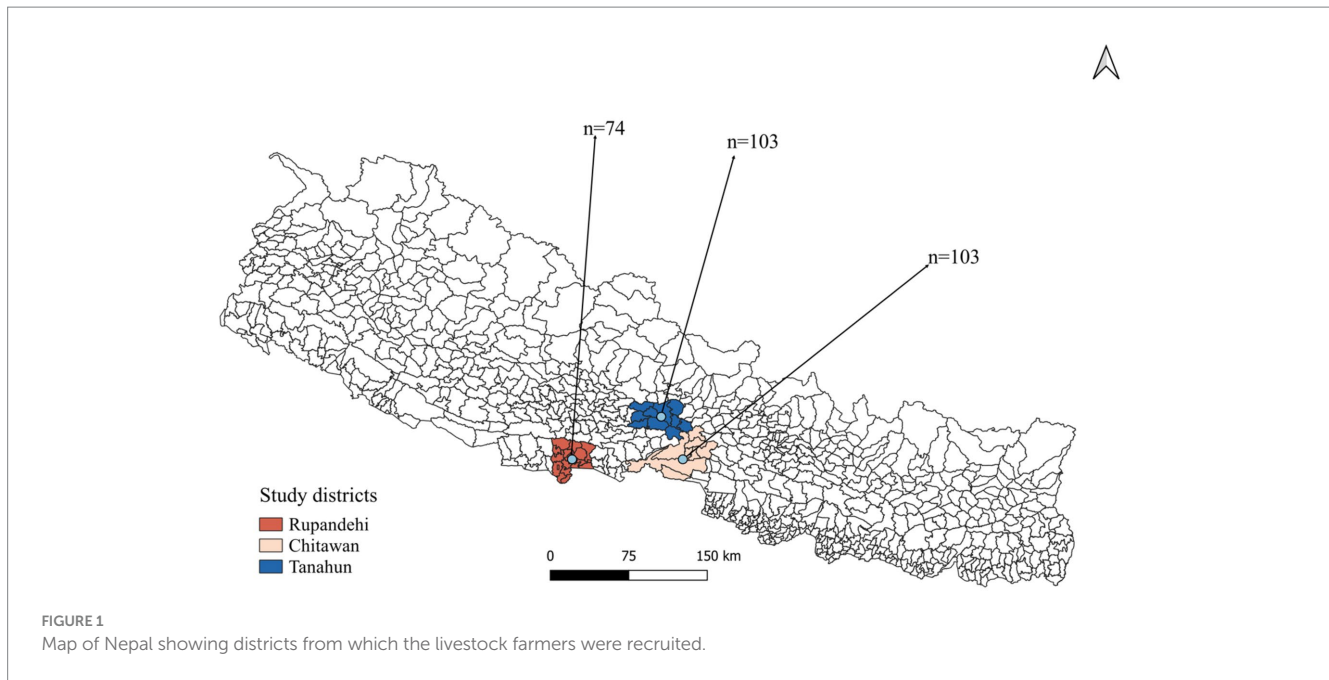 n=74
n=103
n=103
Study districts
Rupandehi
Chitawan
Tanahun
0 75 150 km
FIGURE 1
Map of Nepal showing districts from which the livestock farmers were recruited.